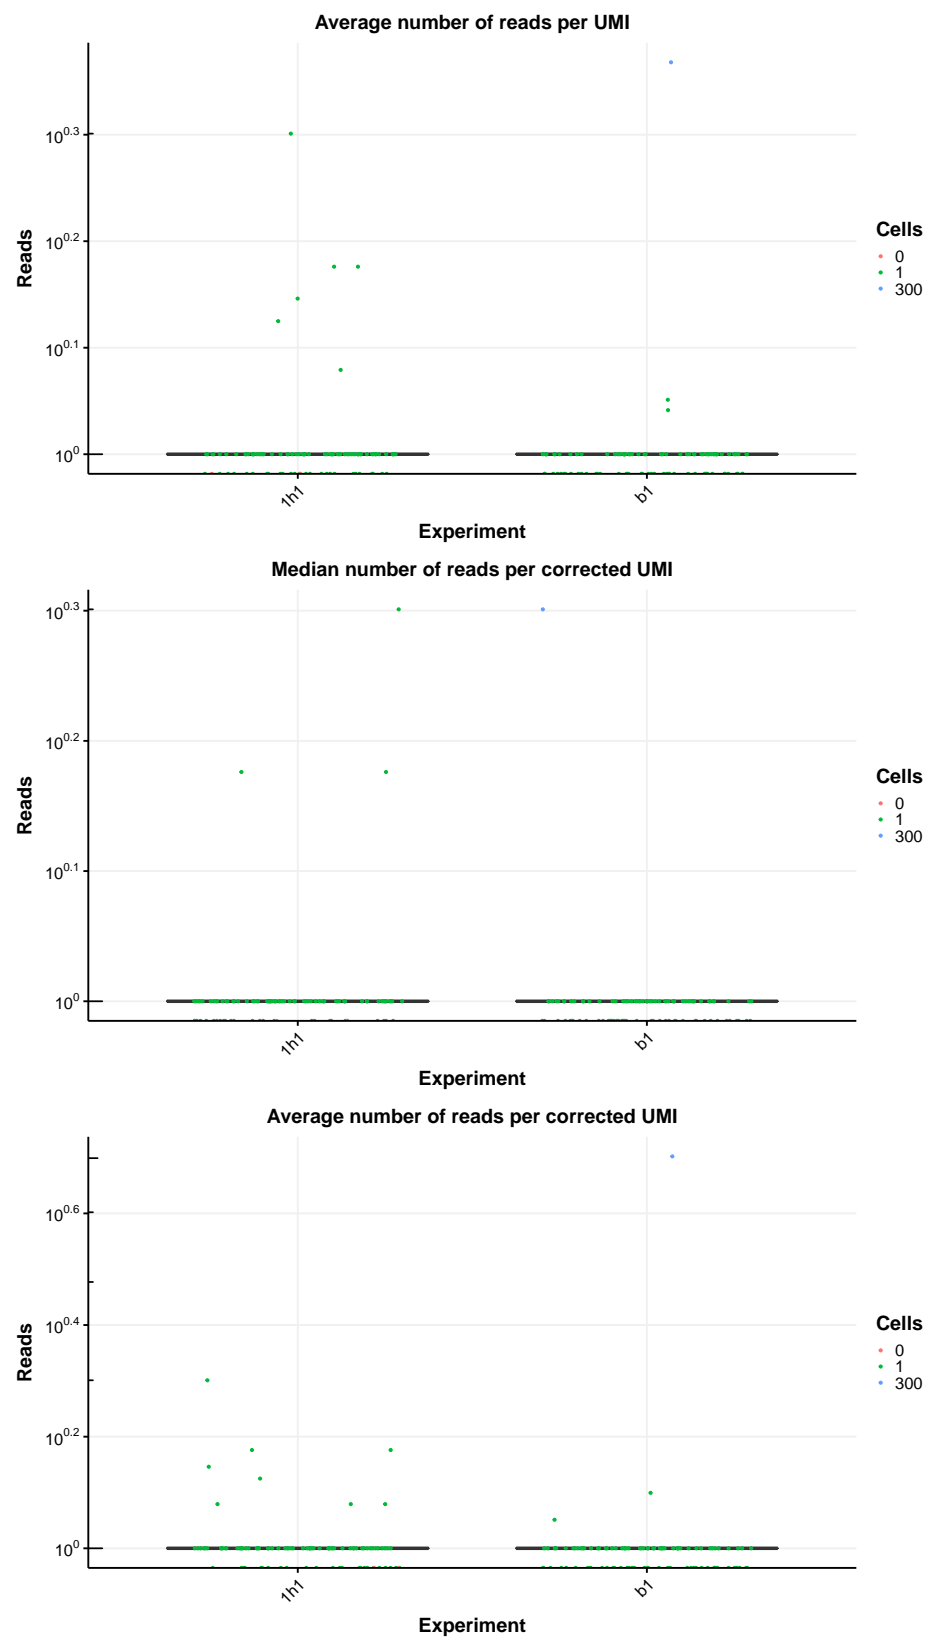 Average number of reads per UMI
10^0.3
10^0.2
10^0.1
10^0
Reads
1h1
b1
Experiment
Cells
0
1
300
Median number of reads per corrected UMI
10^0.3
10^0.2
10^0.1
10^0
Reads
1h1
b1
Experiment
Cells
0
1
300
Average number of reads per corrected UMI
10^0.6
10^0.4
10^0.2
10^0
Reads
1h1
b1
Experiment
Cells
0
1
300